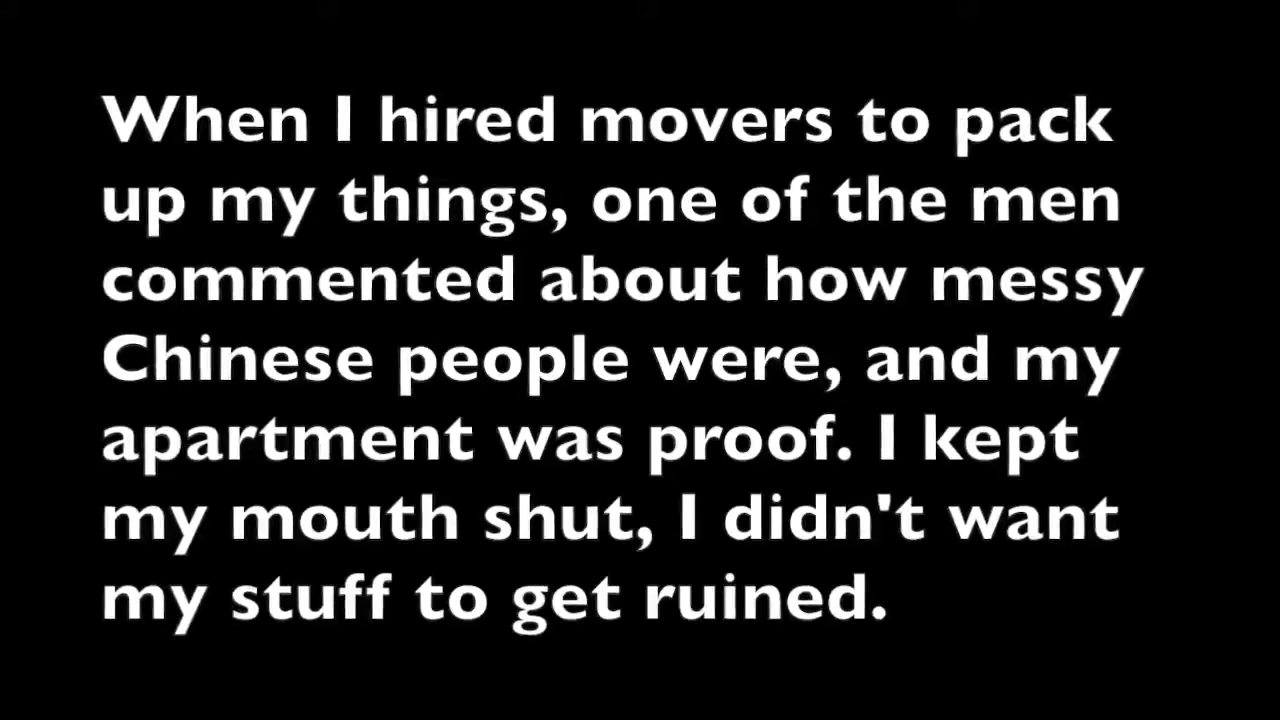 When I hired movers to pack
up my things, one of the men
commented about how messy
Chinese people were, and my
apartment was proof. I kept
my mouth shut, I didn't want
my stuff to get ruined.